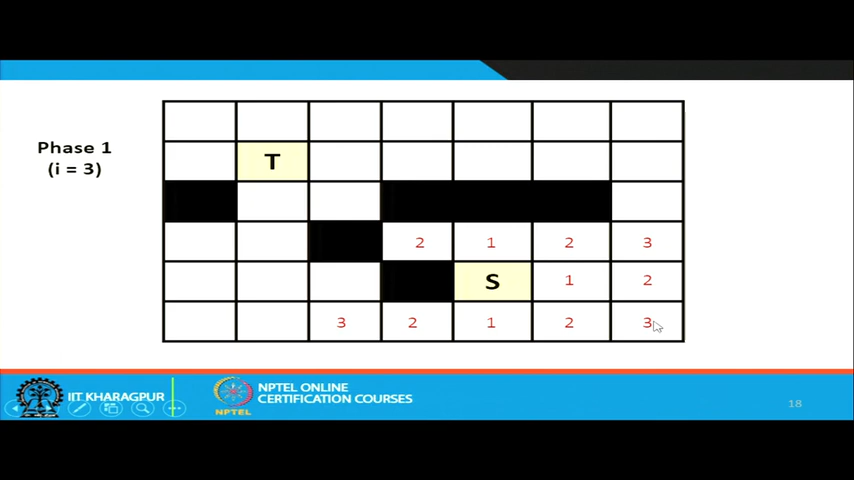 Phase 1
(i = 3)
T
2 1 2 3
S 1 2
3 2 1 2 3
IIT KHARAGPUR
NPTEL
NPTEL ONLINE
CERTIFICATION COURSES
18